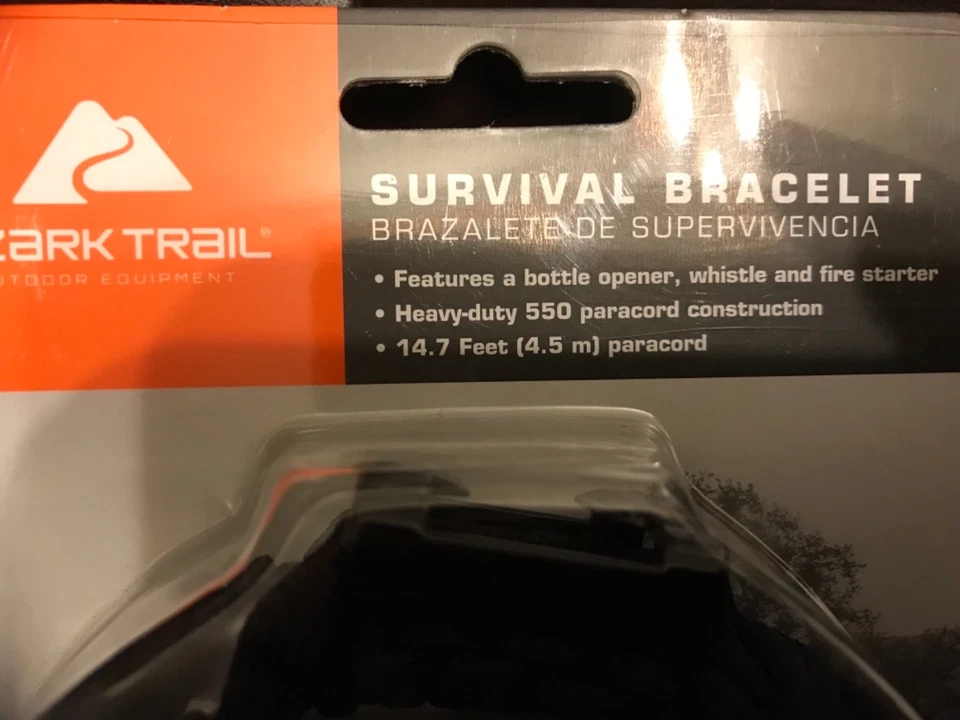 SURVIVAL BRACELET
BRAZALETE DE SUPERVIVENCIA
• Features a bottle opener, whistle and fire starter
• Heavy-duty 550 paracord construction
• 14.7 Feet (4.5 m) paracord
ZARK TRAIL®
UTDOOR EQUIPMENT